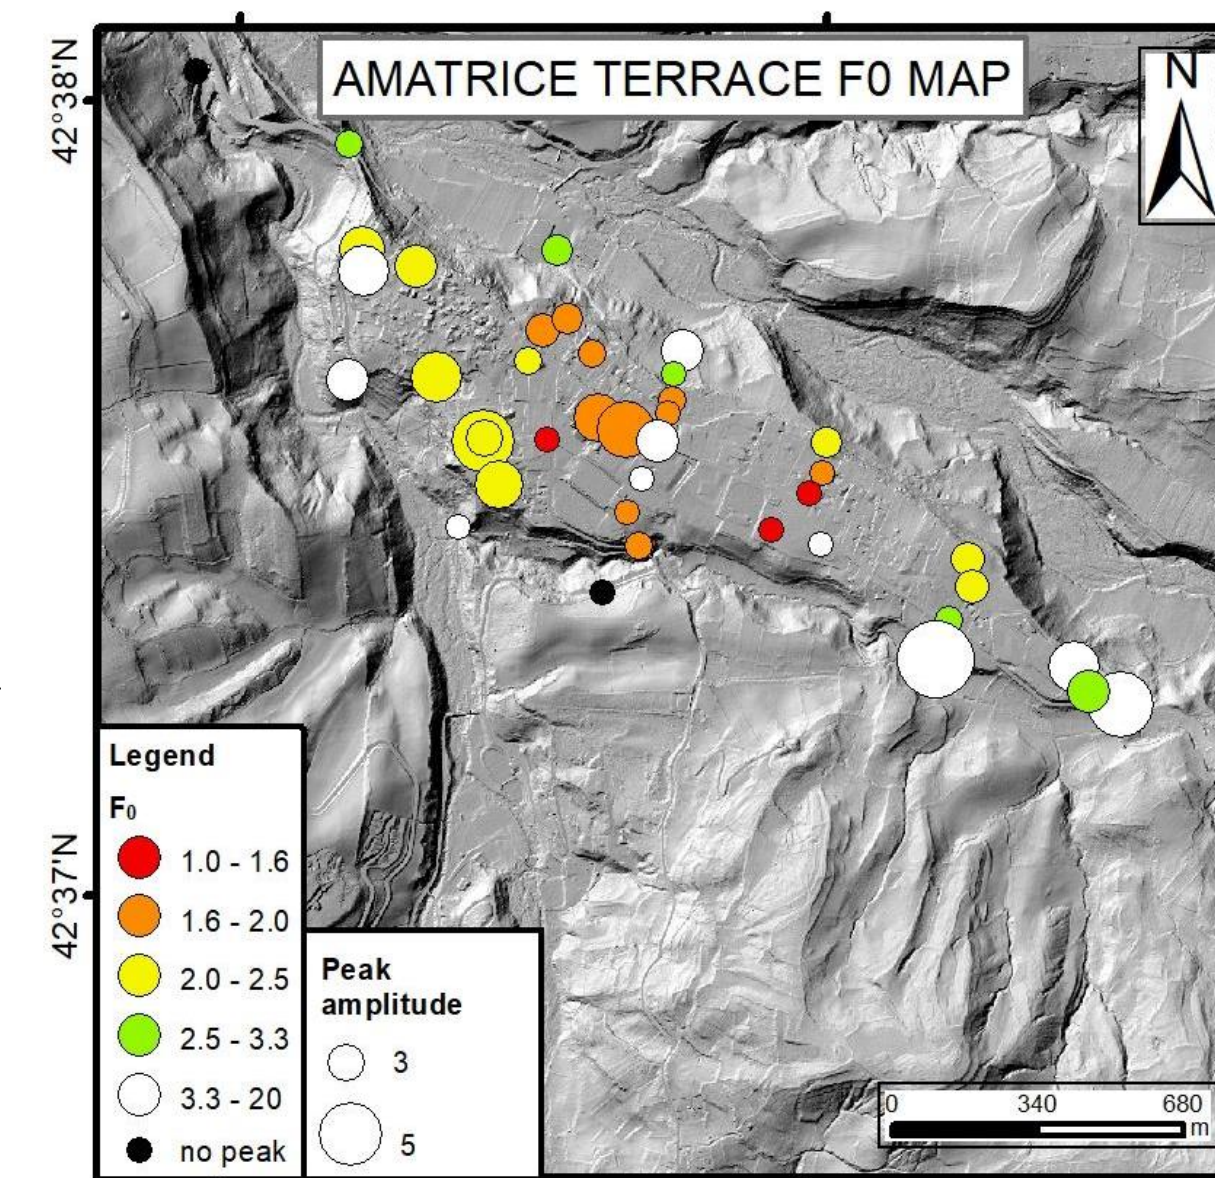 AMATRICE TERRACE F0 MAP
N
42°38'N
42°37'N
Legend
F₀
1.0 - 1.6
1.6 - 2.0
2.0 - 2.5
2.5 - 3.3
3.3 - 20
no peak
Peak
amplitude
3
5
0 340 680
m